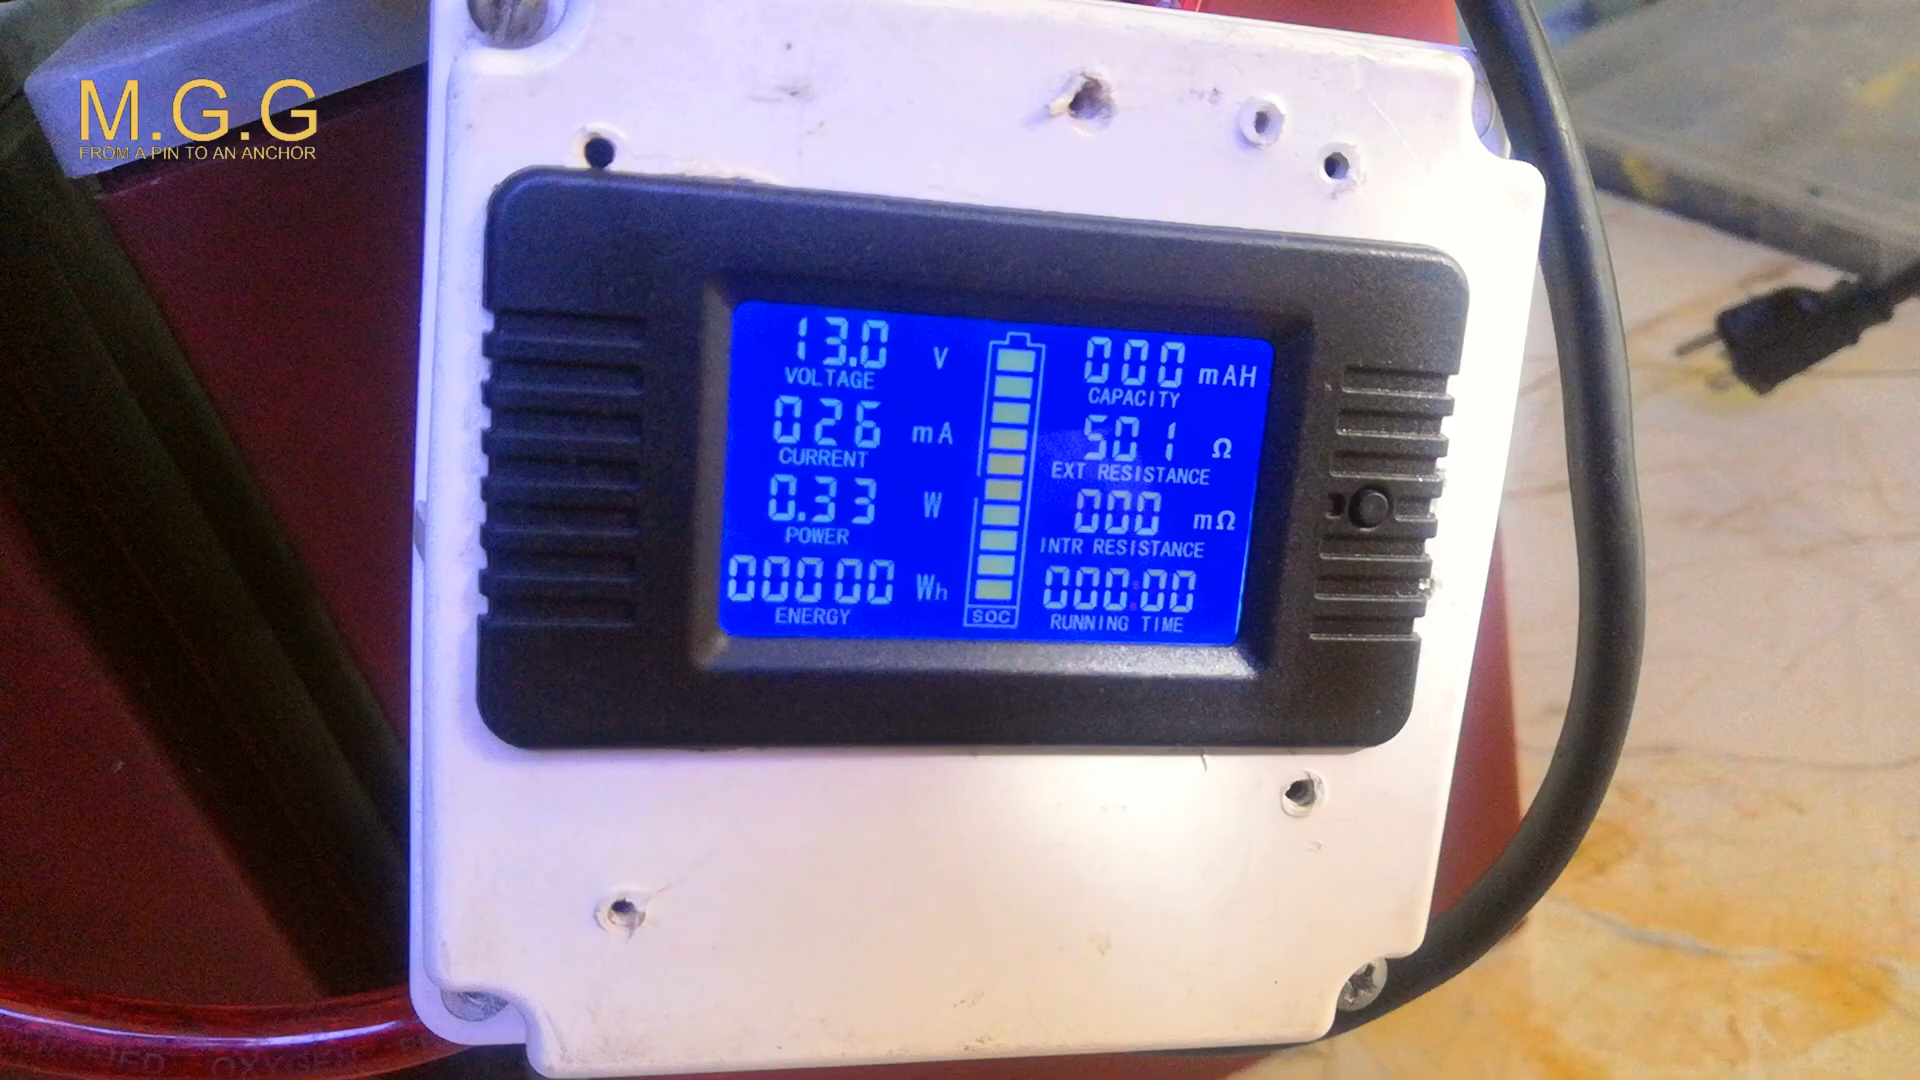 M.G.G
FROM A PIN TO AN ANCHOR
13.0 V
VOLTAGE
026 mA
CURRENT
0.33 W
POWER
00000 Wh
ENERGY
SOC
000 mAH
CAPACITY
501 Ω
EXT RESISTANCE
000 mΩ
INTR RESISTANCE
000:00
RUNNING TIME
OXYGEN